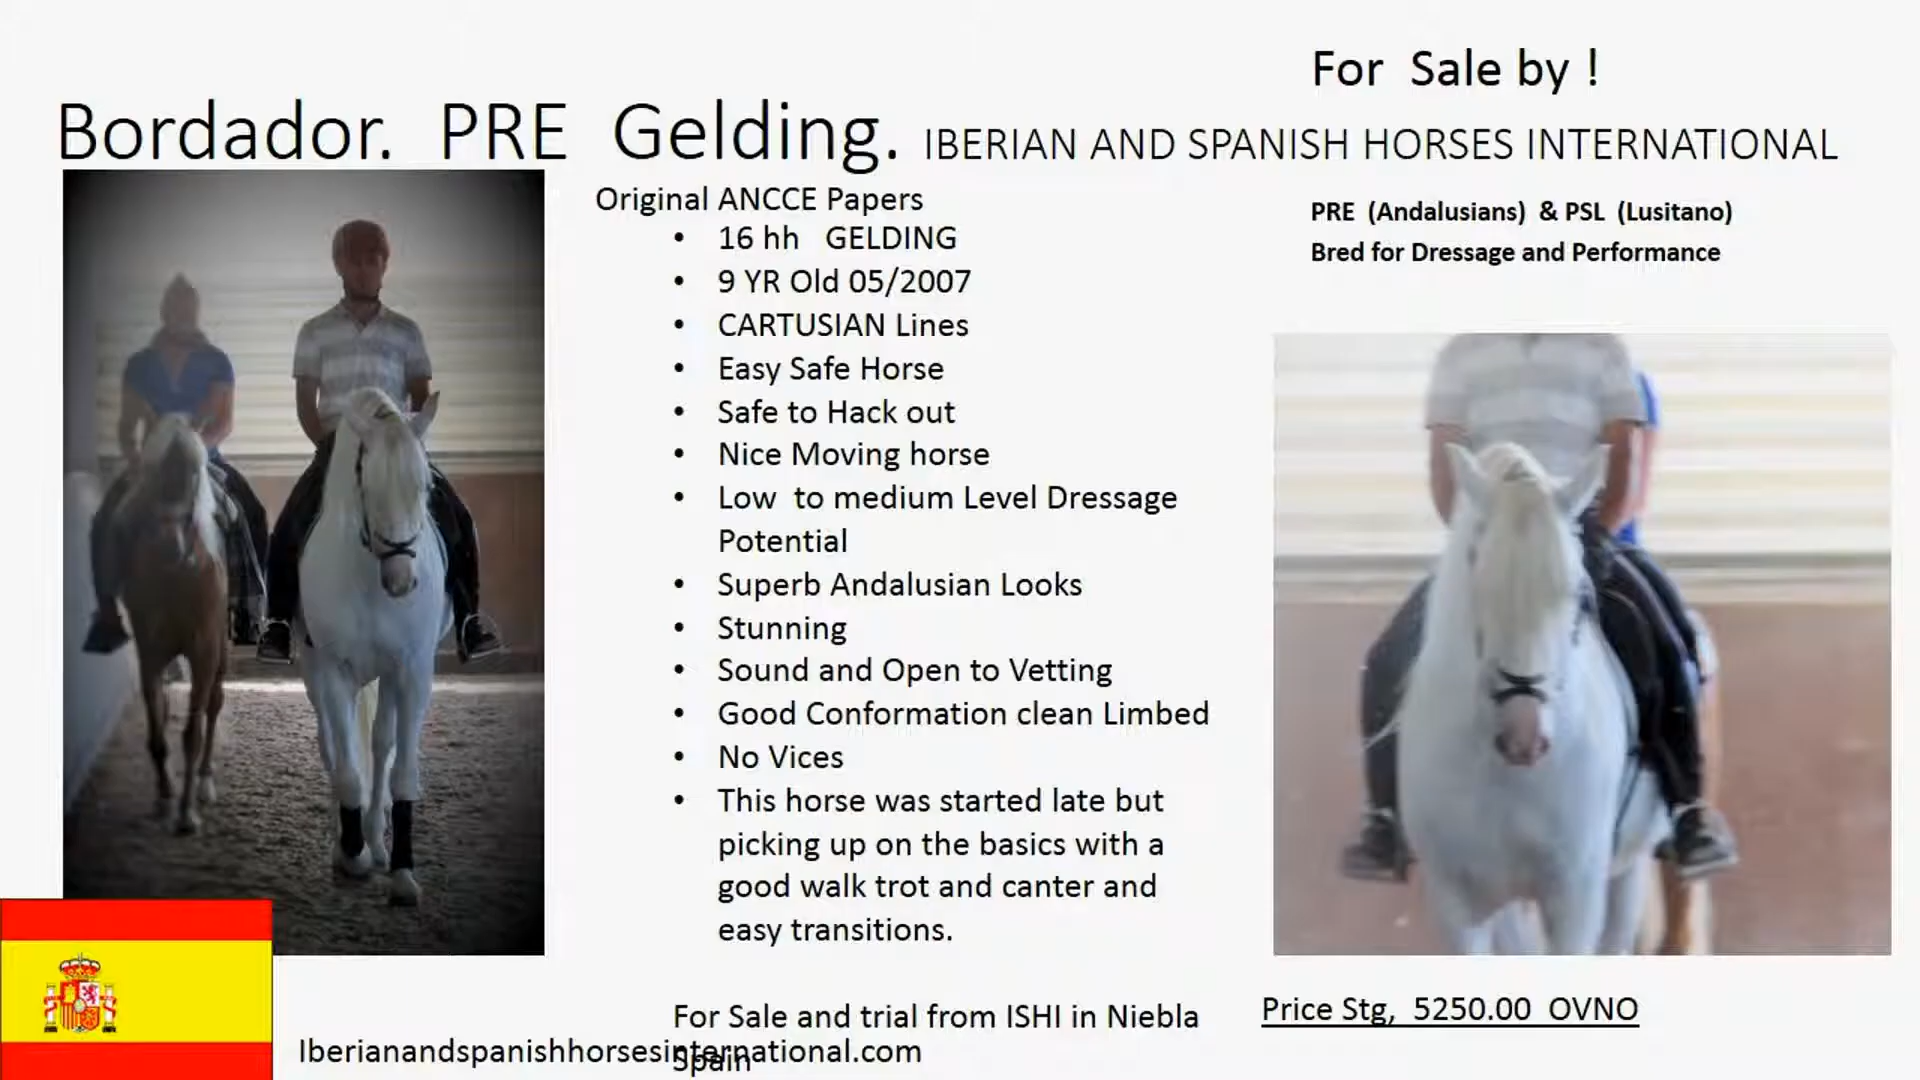 For Sale by !
Bordador. PRE Gelding. IBERIAN AND SPANISH HORSES INTERNATIONAL
Original ANCCE Papers
• 16 hh GELDING
• 9 YR Old 05/2007
• CARTUSIAN Lines
• Easy Safe Horse
• Safe to Hack out
• Nice Moving horse
• Low to medium Level Dressage
Potential
• Superb Andalusian Looks
• Stunning
• Sound and Open to Vetting
• Good Conformation clean Limbed
• No Vices
• This horse was started late but
picking up on the basics with a
good walk trot and canter and
easy transitions.
For Sale and trial from ISHI in Niebla
Spain
PRE (Andalusians) & PSL (Lusitano)
Bred for Dressage and Performance
Price Stg, 5250.00 OVNO
Iberianandspanishhorsesinternational.com